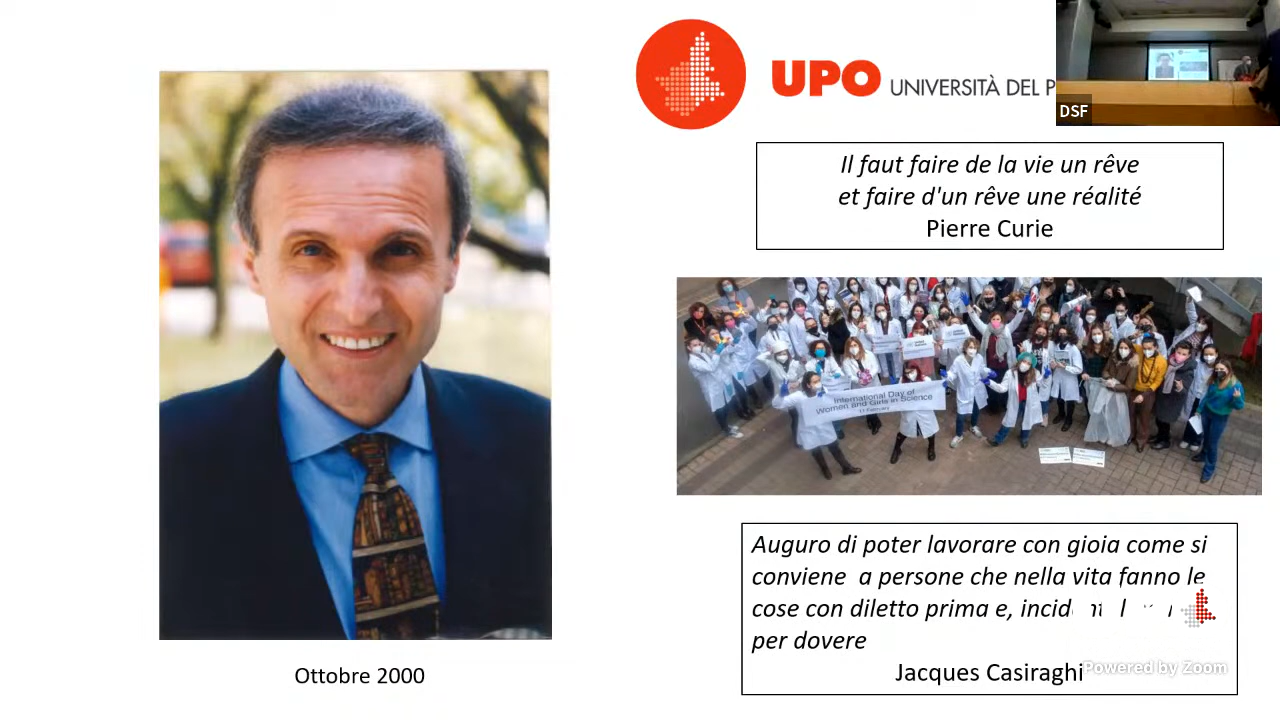 UPO UNIVERSITÀ DEL
DSF
Il faut faire de la vie un rêve
et faire d'un rêve une réalité
Pierre Curie
International Day of
Women and Girls in Science
11 February
Auguro di poter lavorare con gioia come si
conviene a persone che nella vita fanno le
cose con diletto prima e,
per dovere
Jacques Casiraghi
Powered by Zoom
Ottobre 2000